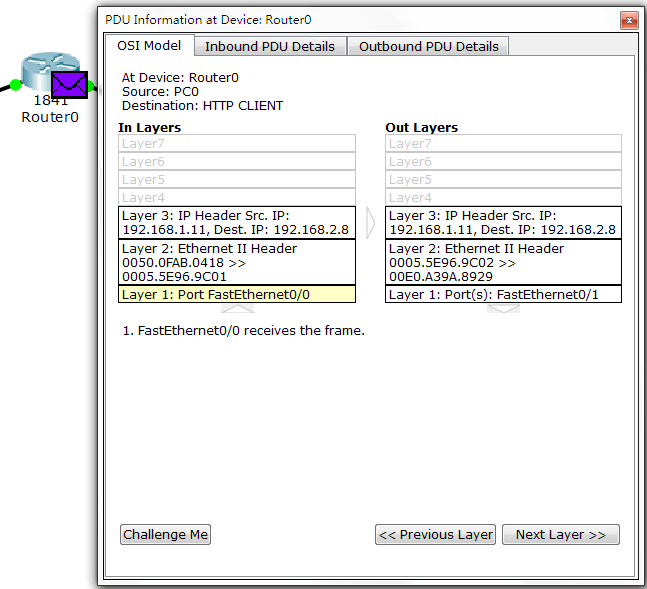 PDU Information at Device: Router0
OSI Model
Inbound PDU Details
Outbound PDU Details
At Device: Router0
Source: PC0
Destination: HTTP CLIENT
In Layers
Layer7
Layer6
Layer5
Layer4
Layer 3: IP Header Src. IP:
192.168.1.11, Dest. IP: 192.168.2.8
Layer 2: Ethernet II Header
0050.0FAB.0418 >>
0005.5E96.9C01
Layer 1: Port FastEthernet0/0
Out Layers
Layer7
Layer6
Layer5
Layer4
Layer 3: IP Header Src. IP:
192.168.1.11, Dest. IP: 192.168.2.8
Layer 2: Ethernet II Header
0005.5E96.9C02 >>
00E0.A39A.8929
Layer 1: Port(s): FastEthernet0/1
1. FastEthernet0/0 receives the frame.
Challenge Me
<< Previous Layer
Next Layer >>
1841
Router0